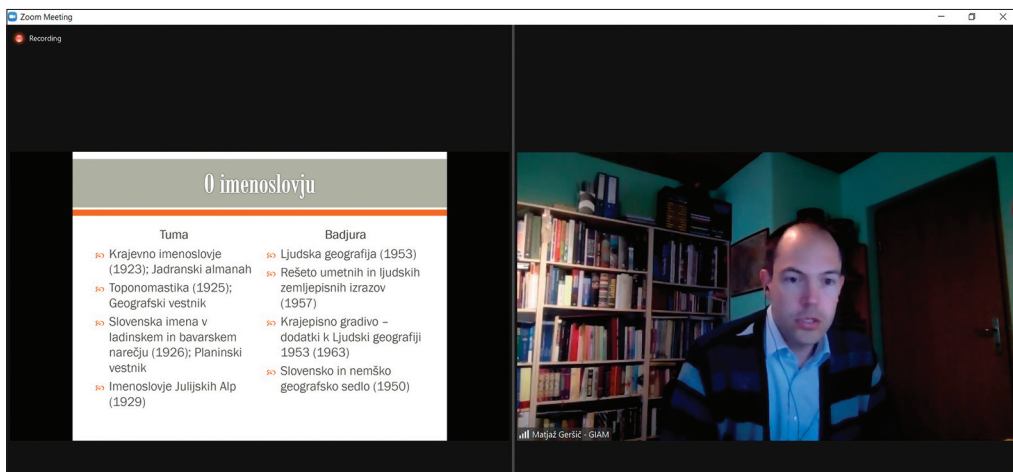 Zoom Meeting
Recording
O imenoslovju
Tuma
Krajevno imenoslovje
(1923); Jadranski almanah
Toponomastika (1925);
Geografski vestnik
Slovenska imena v
ladinskem in bavarskem
narečju (1926); Planinski
vestnik
Imenoslovje Julijskih Alp
(1929)
Badjura
Ljudska geografija (1953)
Rešeto umetnih in ljudskih
zemljepisnih izrazov
(1957)
Krajepisno gradivo –
dodatki k Ljudski geografiji
1953 (1963)
Slovensko in nemško
geografsko sedlo (1950)
Matjaž Geršič - GIAM